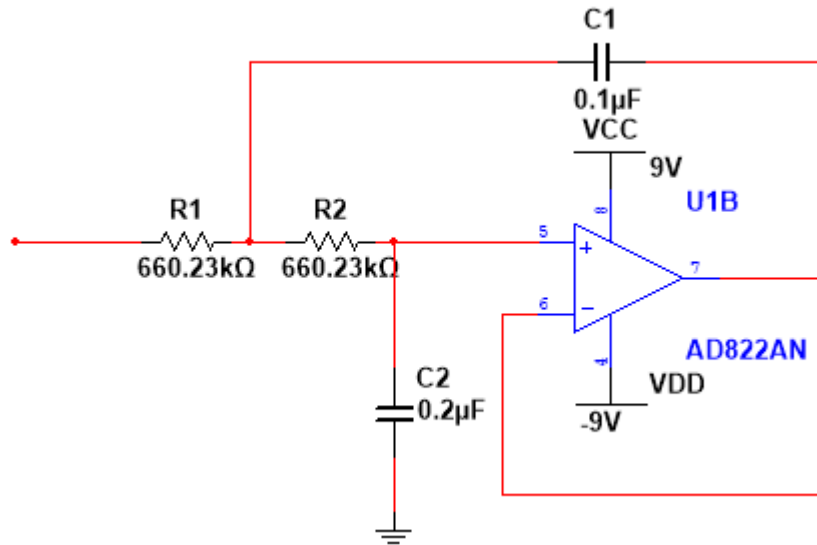 C1
0.1µF
VCC
9V
U1B
R1
660.23kΩ
R2
660.23kΩ
8
5
+
7
6
−
4
AD822AN
VDD
-9V
C2
0.2µF